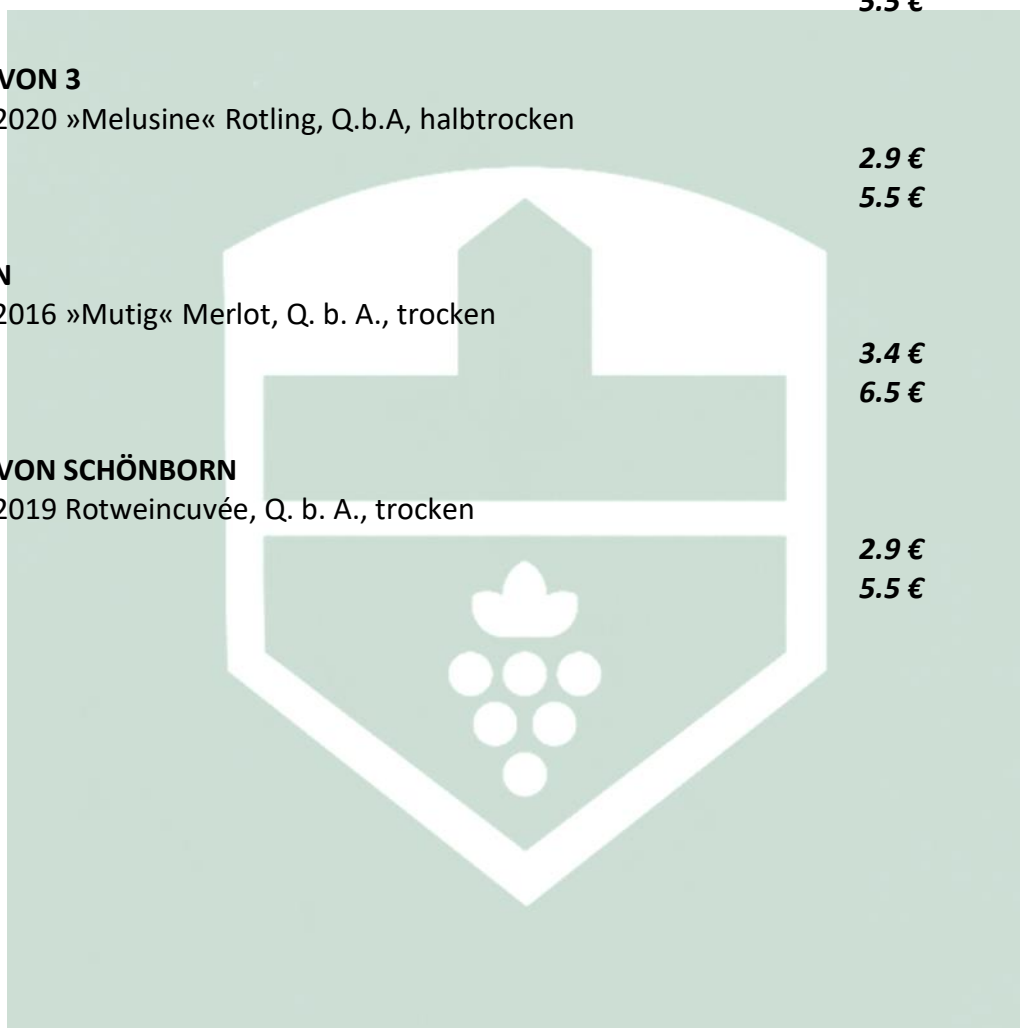 VON 3
2020 »Melusine« Rotling, Q.b.A, halbtrocken
2.9 €
5.5 €
N
2016 »Mutig« Merlot, Q. b. A., trocken
3.4 €
6.5 €
VON SCHÖNBORN
2019 Rotweincuvée, Q. b. A., trocken
2.9 €
5.5 €